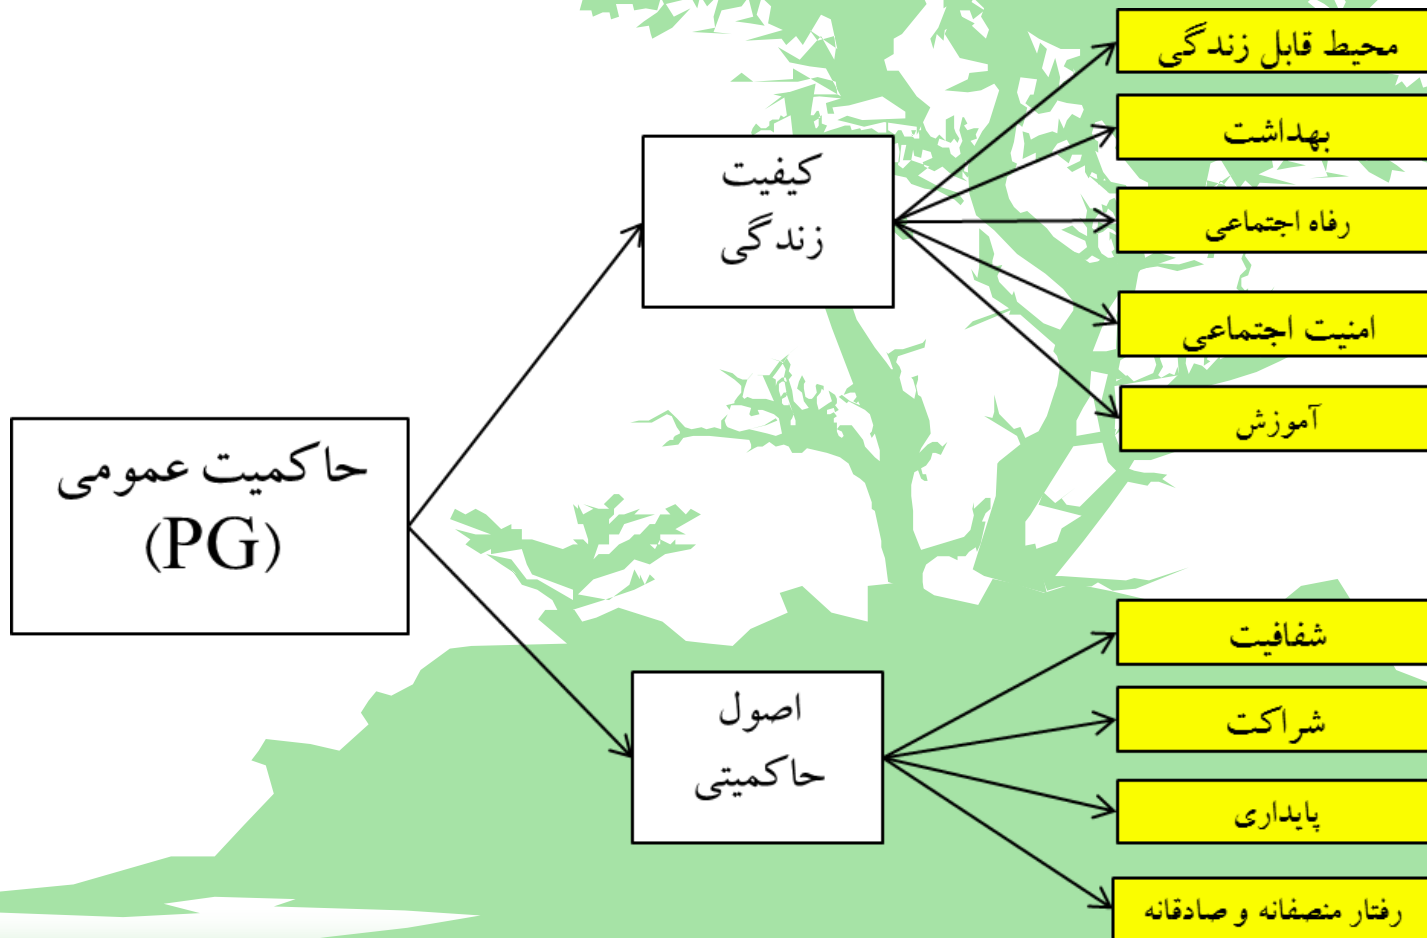 حاکمیت عمومی
(PG)
کیفیت
زندگی
محیط قابل زندگی
بهداشت
رفاه اجتماعی
امنیت اجتماعی
آموزش
اصول
حاکمیتی
شفافیت
شراکت
پایداری
رفتار منصفانه و صادقانه